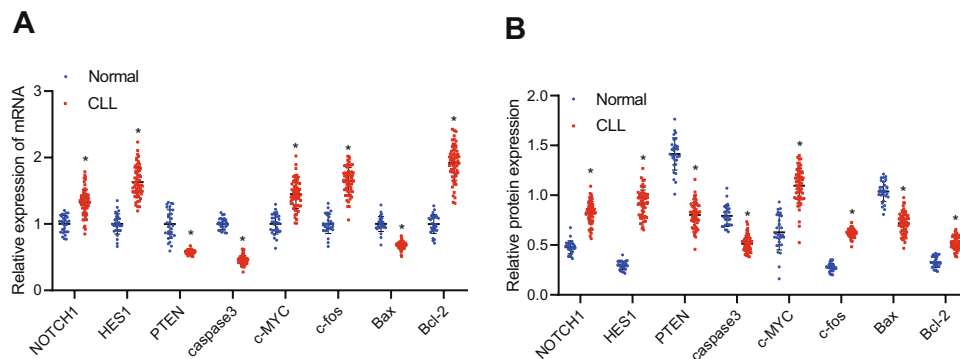 A
Normal
CLL
Relative expression of mRNA
3
2
1
0
* * * * * * * *
NOTCH1 HES1 PTEN caspase3 c-MYC c-fos Bax Bcl-2
B
Normal
CLL
Relative protein expression
2.0
1.5
1.0
0.5
0.0
* * * * * * * *
NOTCH1 HES1 PTEN caspase3 c-MYC c-fos Bax Bcl-2